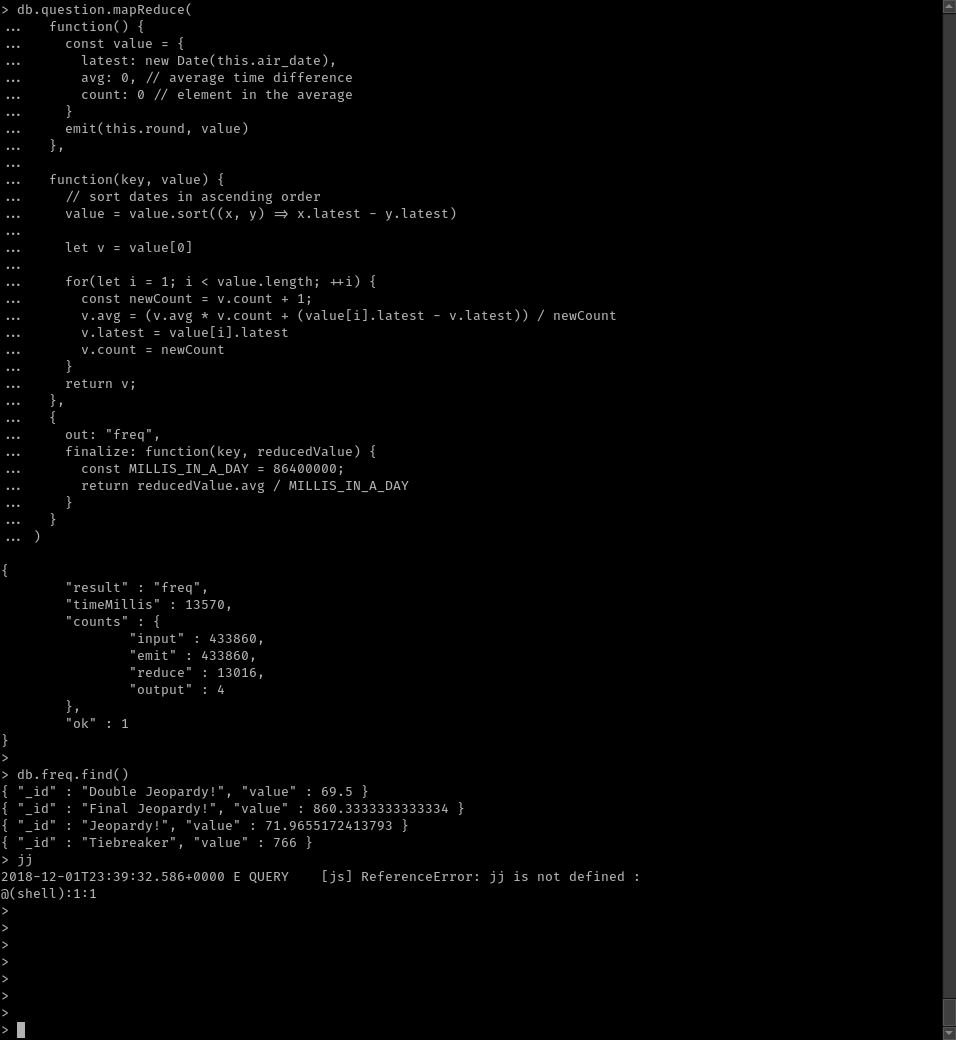 > db.question.mapReduce(
...    function() {
...      const value = {
...        latest: new Date(this.air_date),
...        avg: 0, // average time difference
...        count: 0 // element in the average
...      }
...      emit(this.round, value)
...    },
...
...    function(key, value) {
...      // sort dates in ascending order
...      value = value.sort((x, y) => x.latest - y.latest)
...
...      let v = value[0]
...
...      for(let i = 1; i < value.length; ++i) {
...        const newCount = v.count + 1;
...        v.avg = (v.avg * v.count + (value[i].latest - v.latest)) / newCount
...        v.latest = value[i].latest
...        v.count = newCount
...      }
...      return v;
...    },
...    {
...      out: "freq",
...      finalize: function(key, reducedValue) {
...        const MILLIS_IN_A_DAY = 86400000;
...        return reducedValue.avg / MILLIS_IN_A_DAY
...      }
...    }
...  )
{
        "result" : "freq",
        "timeMillis" : 13570,
        "counts" : {
                "input" : 433860,
                "emit" : 433860,
                "reduce" : 13016,
                "output" : 4
        },
        "ok" : 1
}
>
> db.freq.find()
{ "_id" : "Double Jeopardy!", "value" : 69.5 }
{ "_id" : "Final Jeopardy!", "value" : 860.3333333333334 }
{ "_id" : "Jeopardy!", "value" : 71.9655172413793 }
{ "_id" : "Tiebreaker", "value" : 766 }
> jj
2018-12-01T23:39:32.586+0000 E QUERY    [js] ReferenceError: jj is not defined :
@(shell):1:1
>
>
>
>
>
>
>
>